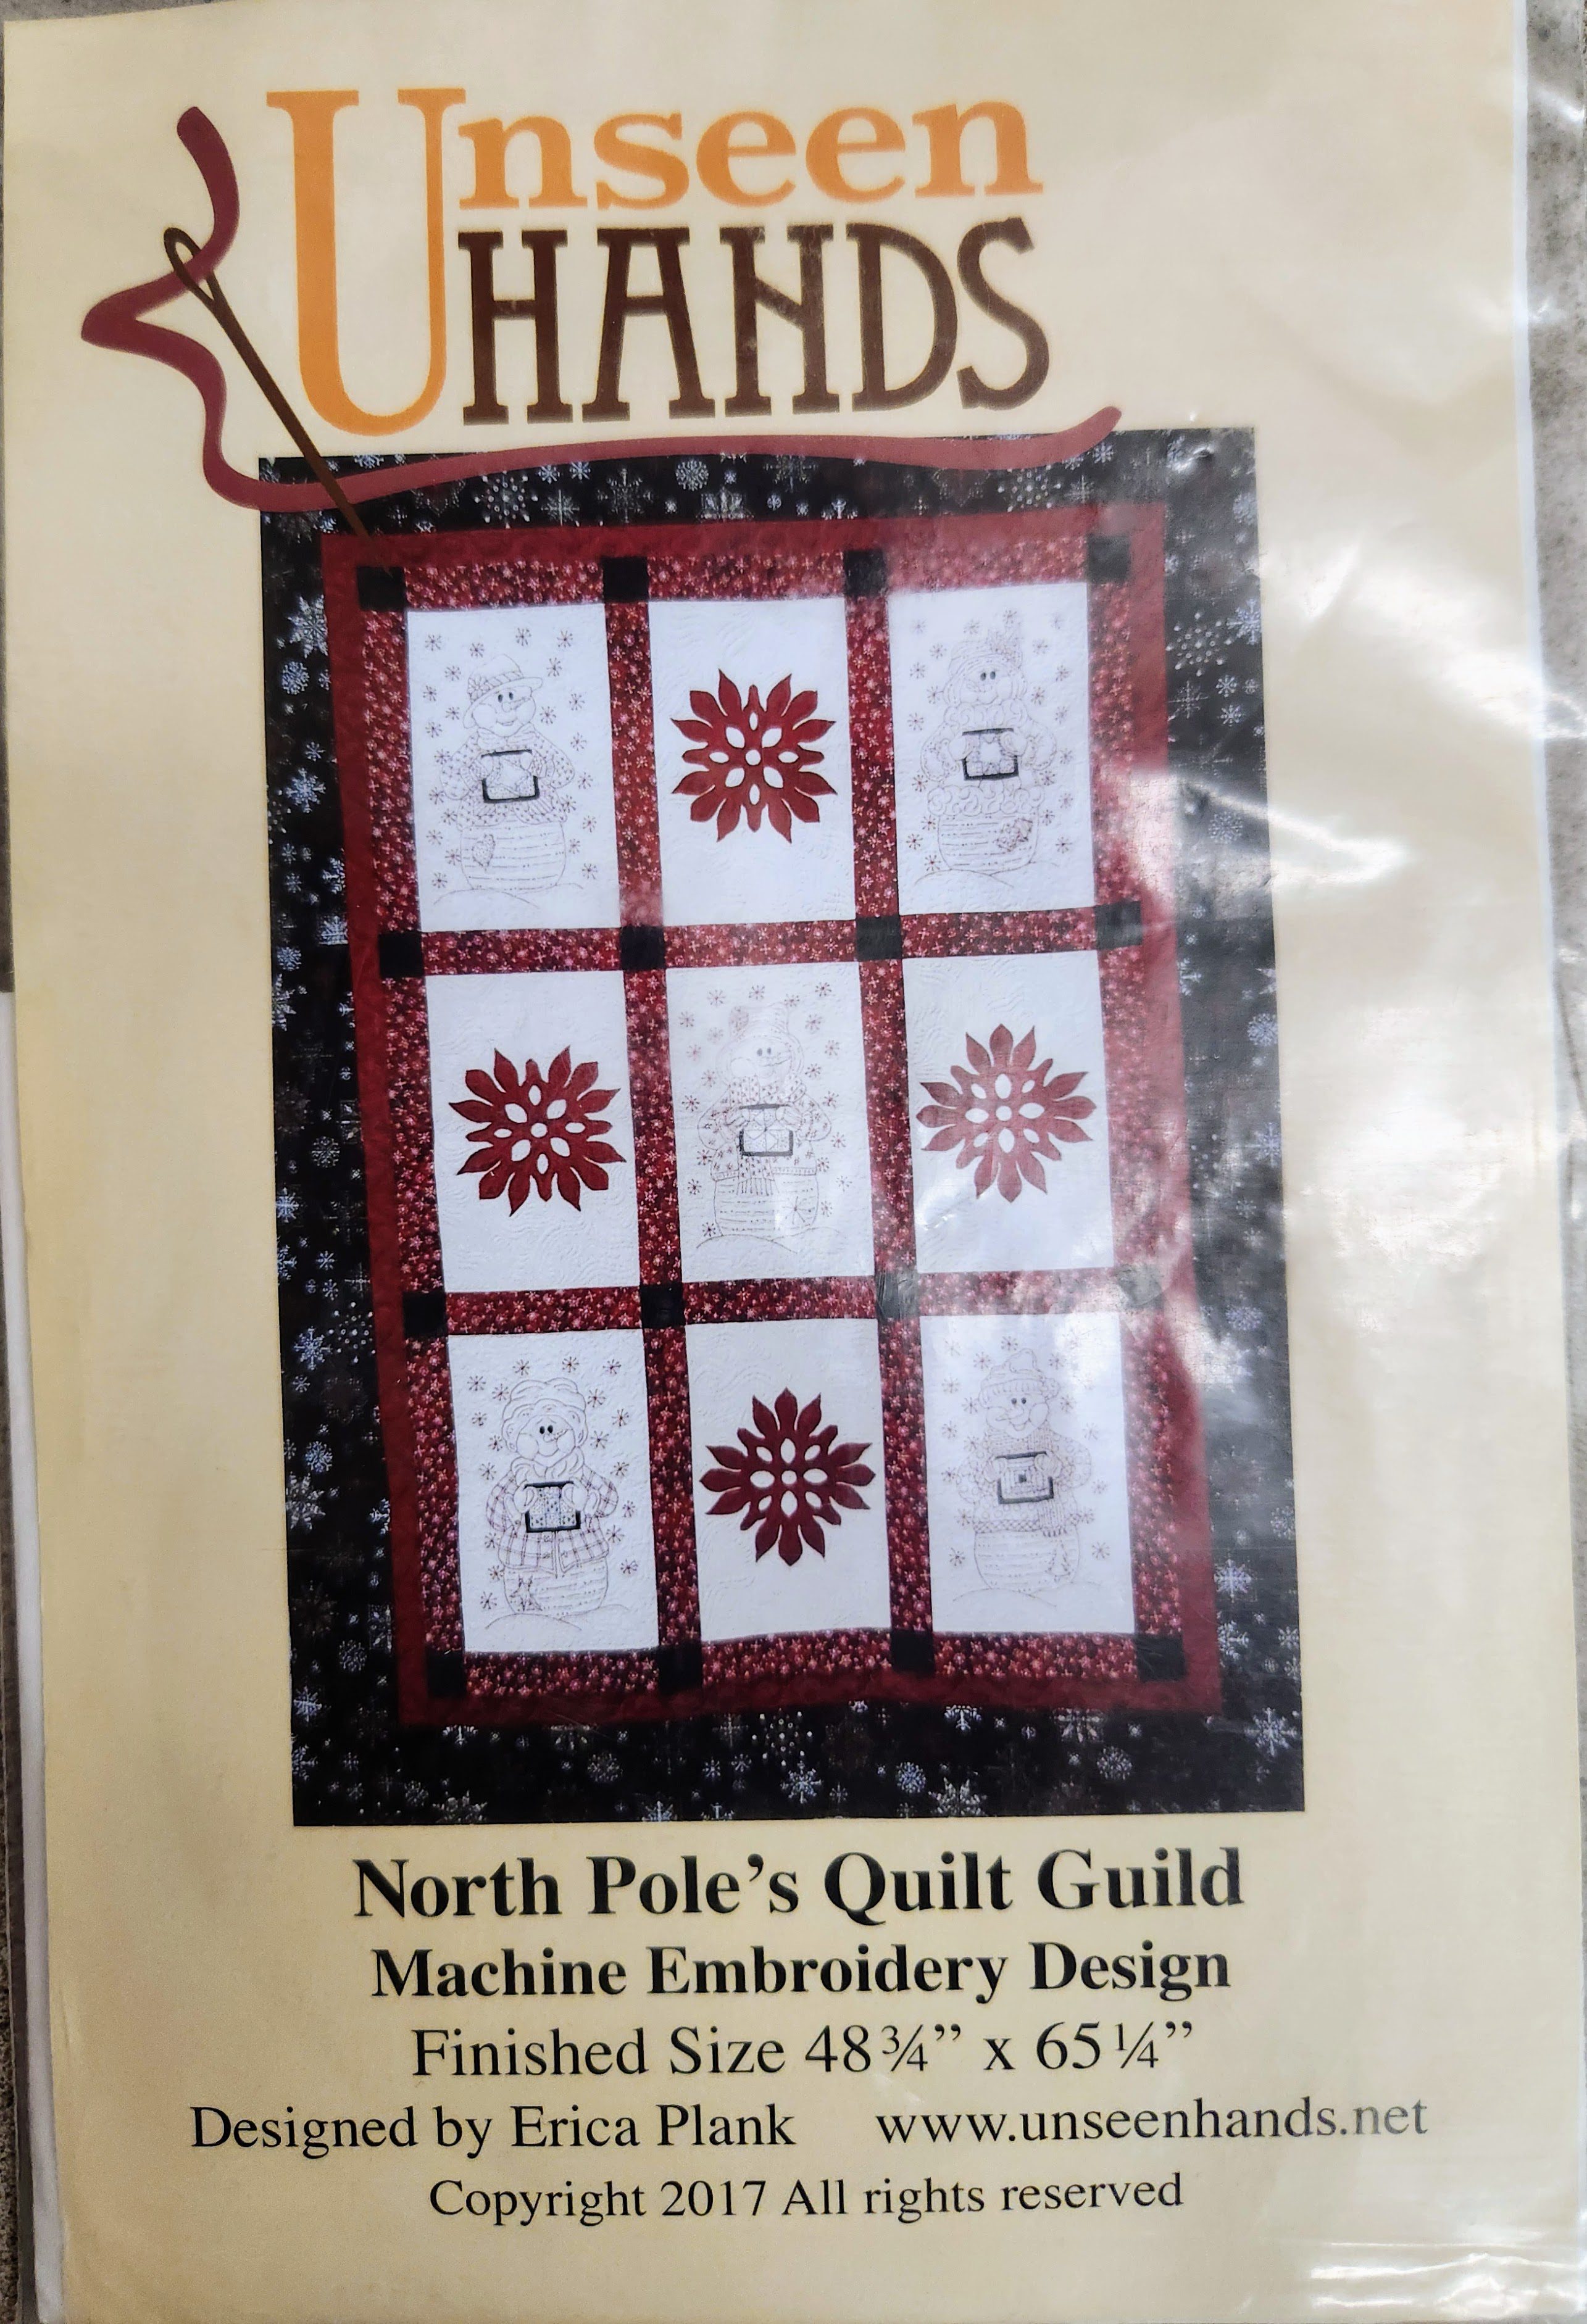 Unseen
HANDS
North Pole’s Quilt Guild
Machine Embroidery Design
Finished Size 48¾” x 65¼”
Designed by Erica Plank www.unseenhands.net
Copyright 2017 All rights reserved